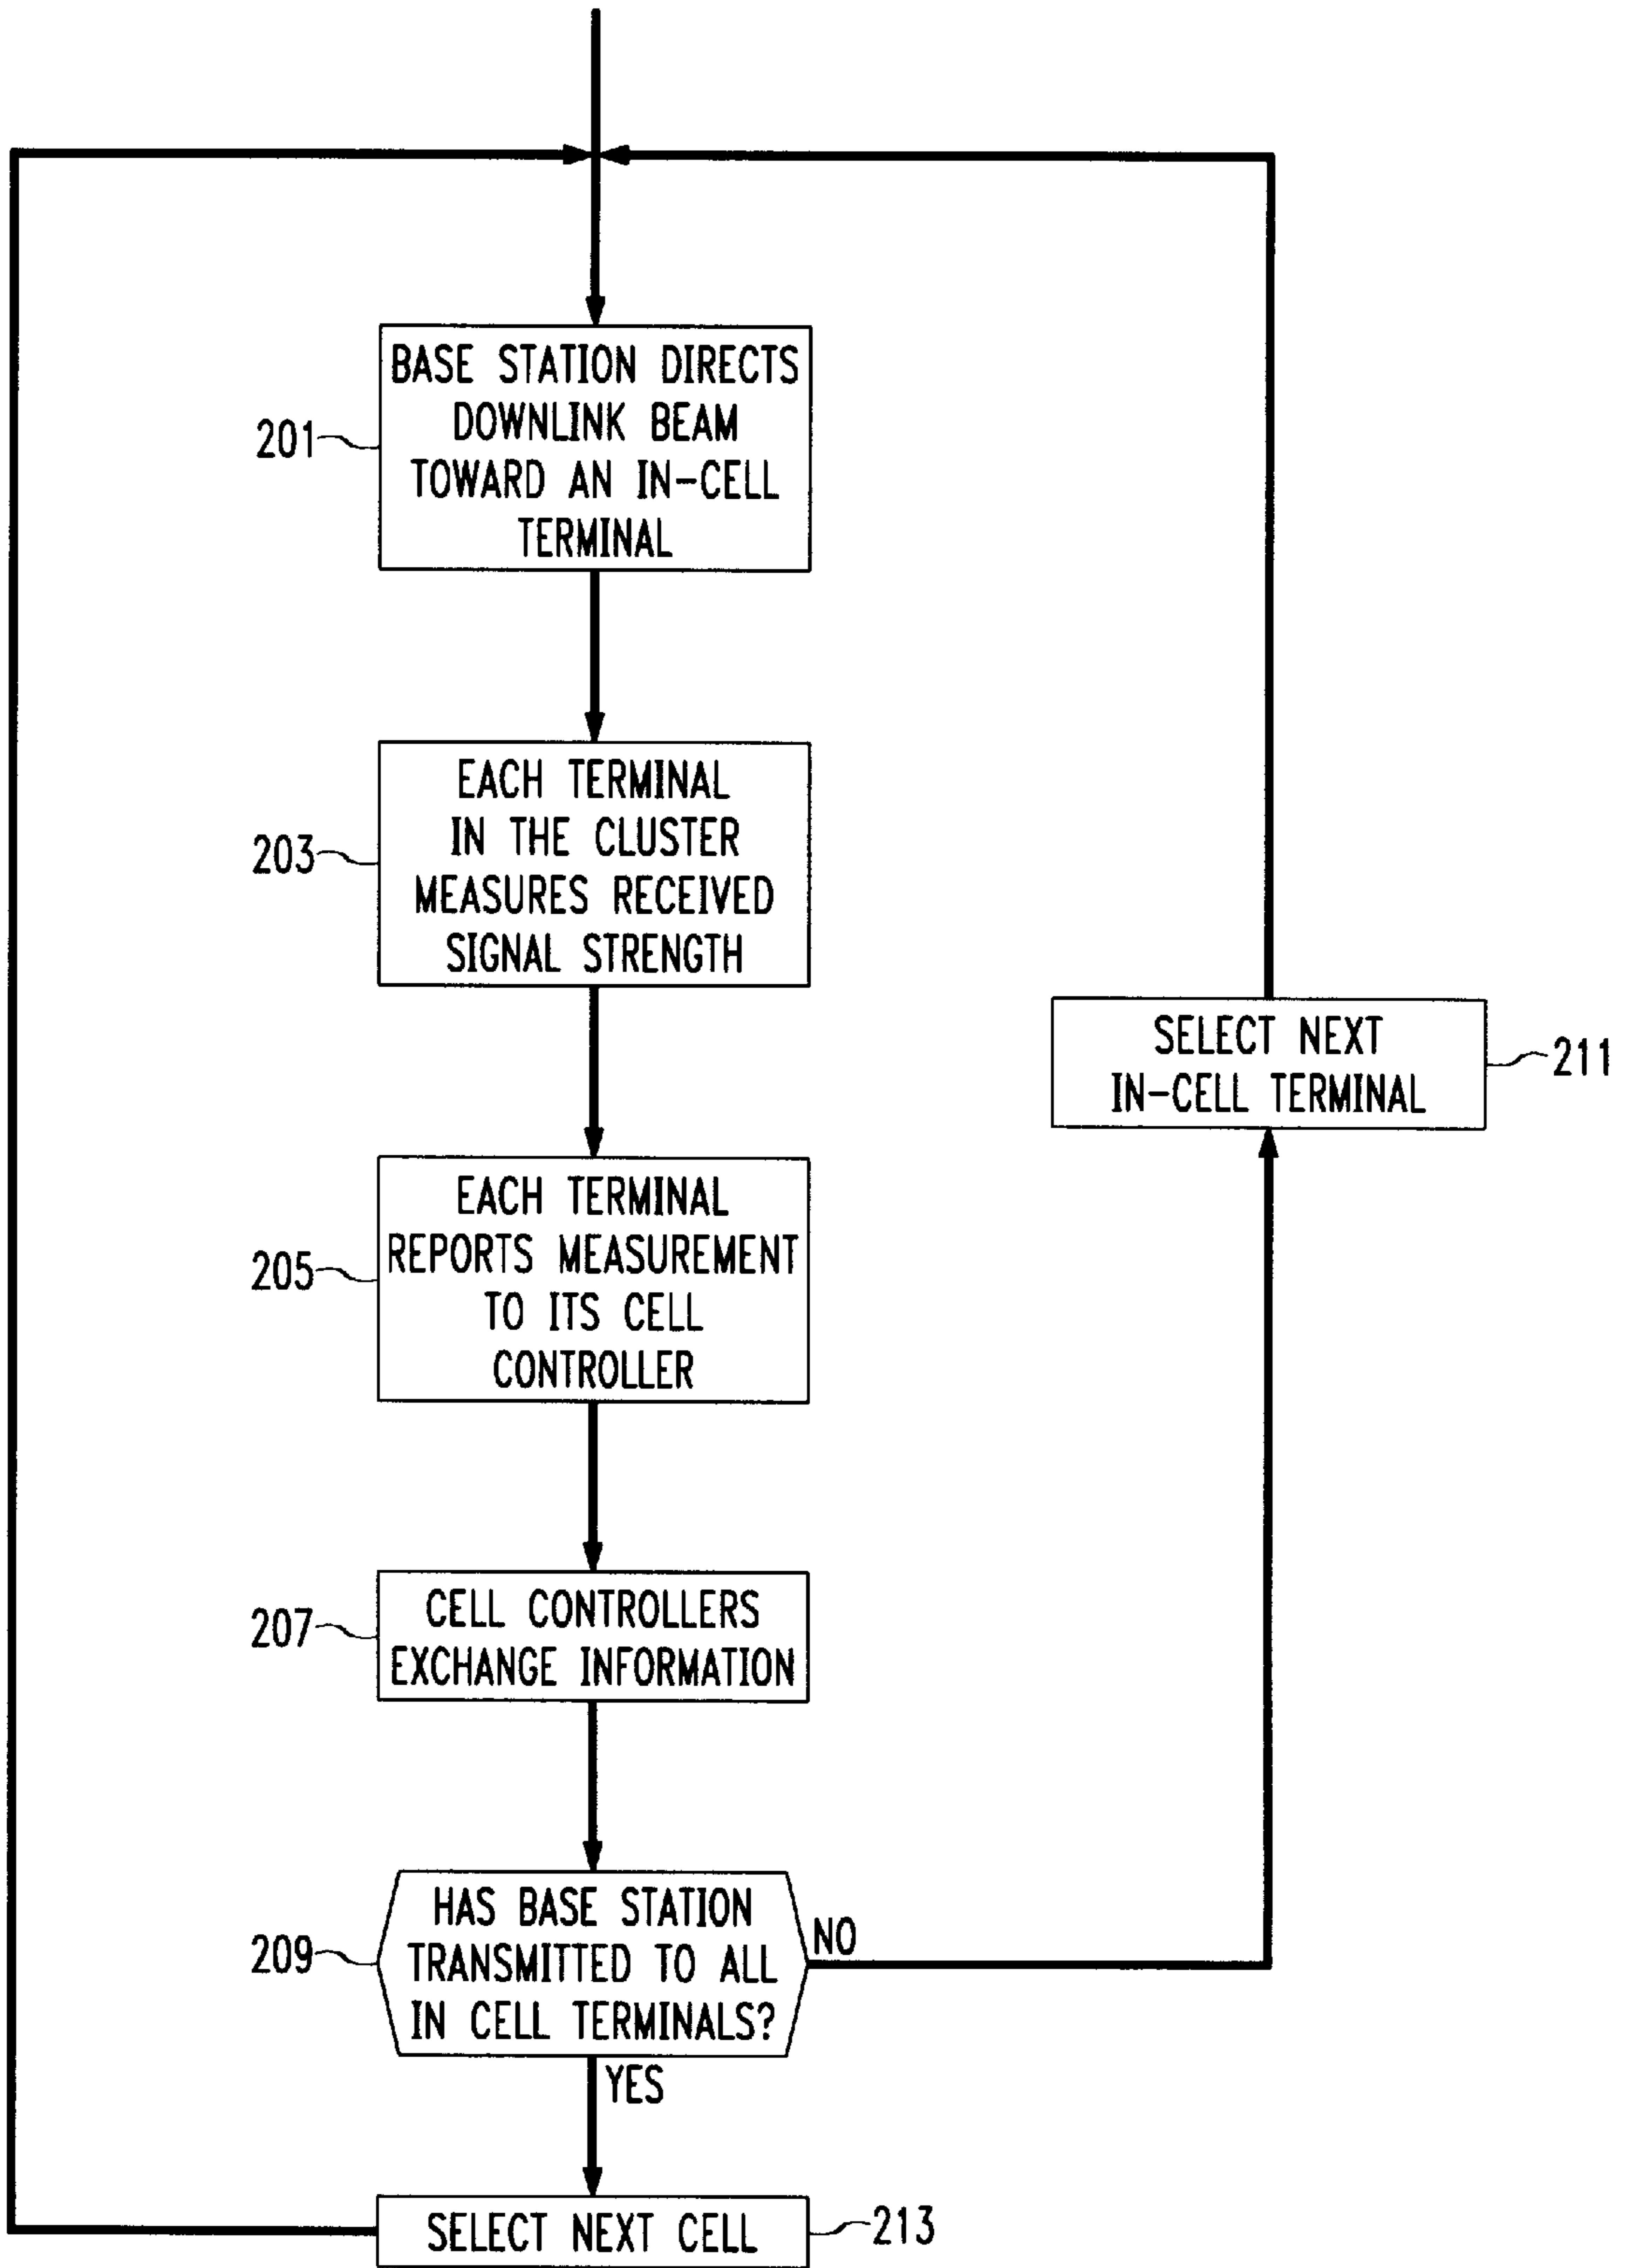 BASE STATION DIRECTS
DOWNLINK BEAM
TOWARD AN IN-CELL
TERMINAL
201
EACH TERMINAL
IN THE CLUSTER
MEASURES RECEIVED
SIGNAL STRENGTH
203
SELECT NEXT
IN-CELL TERMINAL
211
EACH TERMINAL
REPORTS MEASUREMENT
TO ITS CELL
CONTROLLER
205
CELL CONTROLLERS
EXCHANGE INFORMATION
207
HAS BASE STATION
TRANSMITTED TO ALL
IN CELL TERMINALS?
209
NO
YES
SELECT NEXT CELL
213